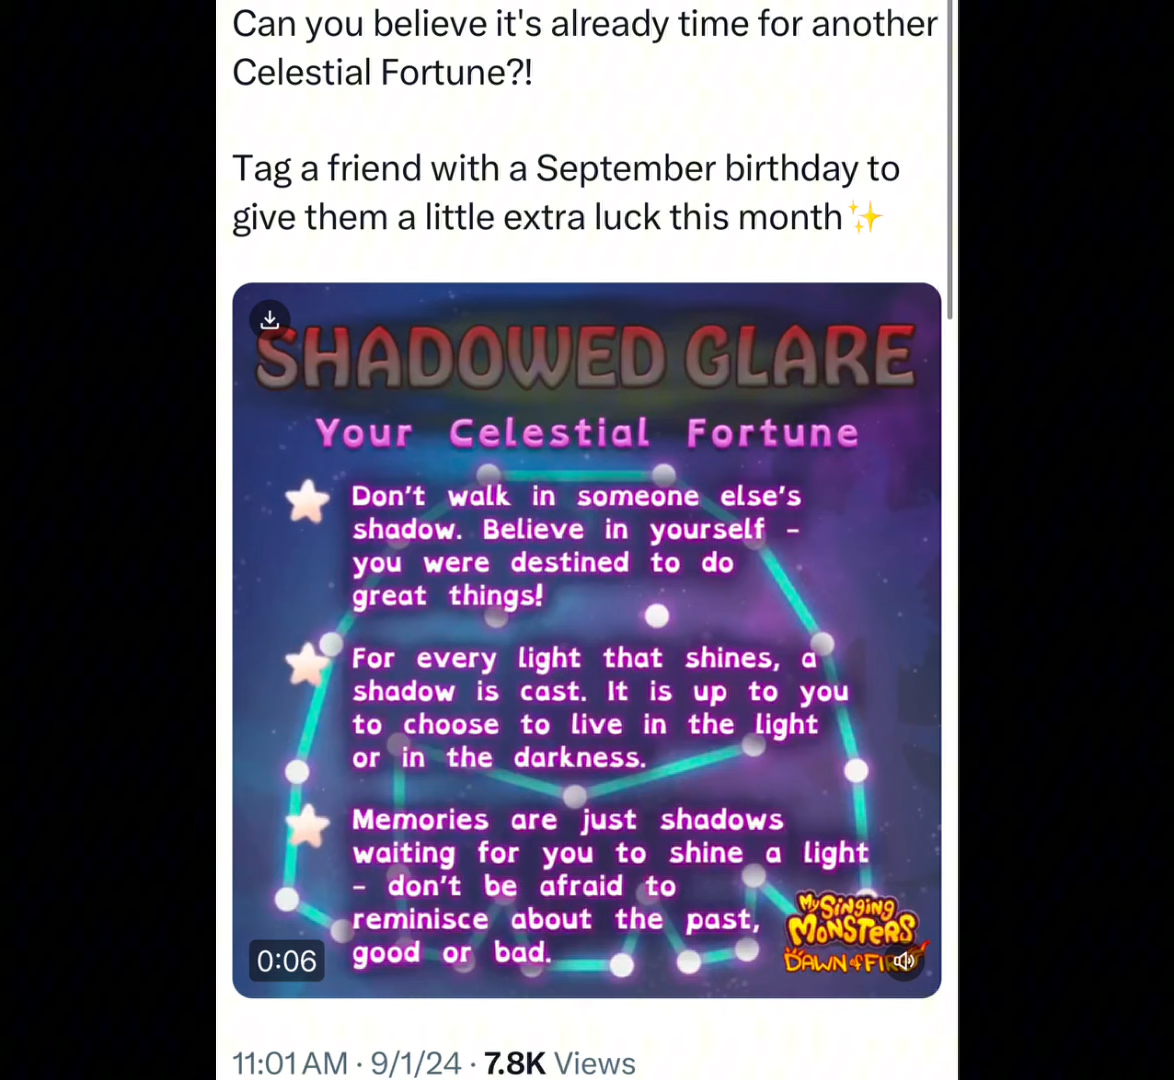 Can you believe it's already time for another
Celestial Fortune?!
Tag a friend with a September birthday to
give them a little extra luck this month✨
SHADOWED GLARE
Your Celestial Fortune
Don't walk in someone else's
shadow. Believe in yourself -
you were destined to do
great things!
For every light that shines, a
shadow is cast. It is up to you
to choose to live in the light
or in the darkness.
Memories are just shadows
waiting for you to shine a light
- don't be afraid to
reminisce about the past,
good or bad.
My Singing
Monsters
DAWN of
0:06
11:01 AM · 9/1/24 · 7.8K Views